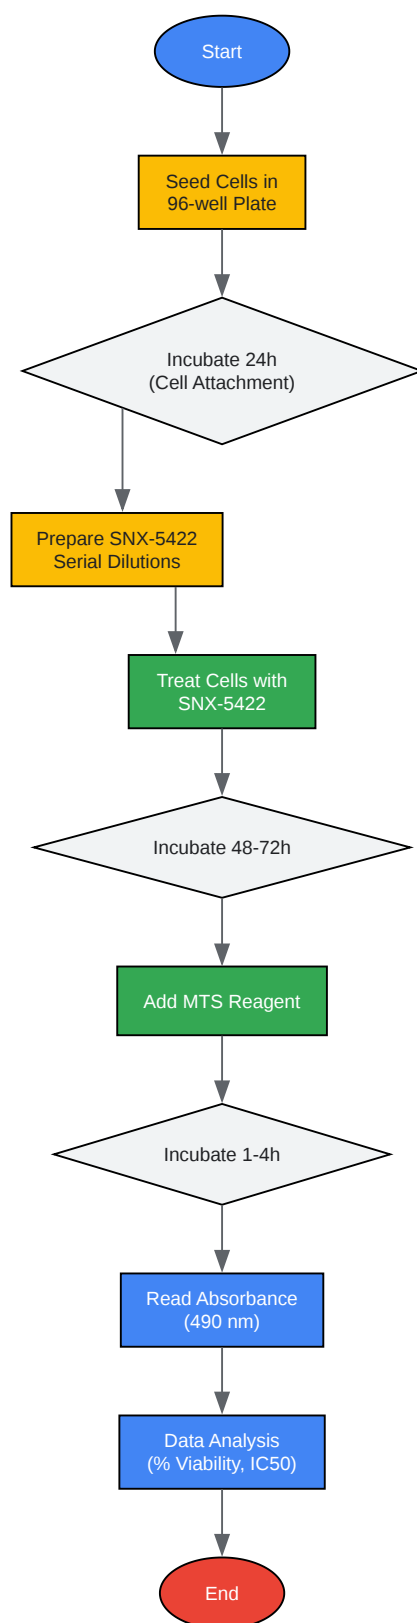 Start
Seed Cells in
96-well Plate
Incubate 24h
(Cell Attachment)
Prepare SNX-5422
Serial Dilutions
Treat Cells with
SNX-5422
Incubate 48-72h
Add MTS Reagent
Incubate 1-4h
Read Absorbance
(490 nm)
Data Analysis
(% Viability, IC50)
End